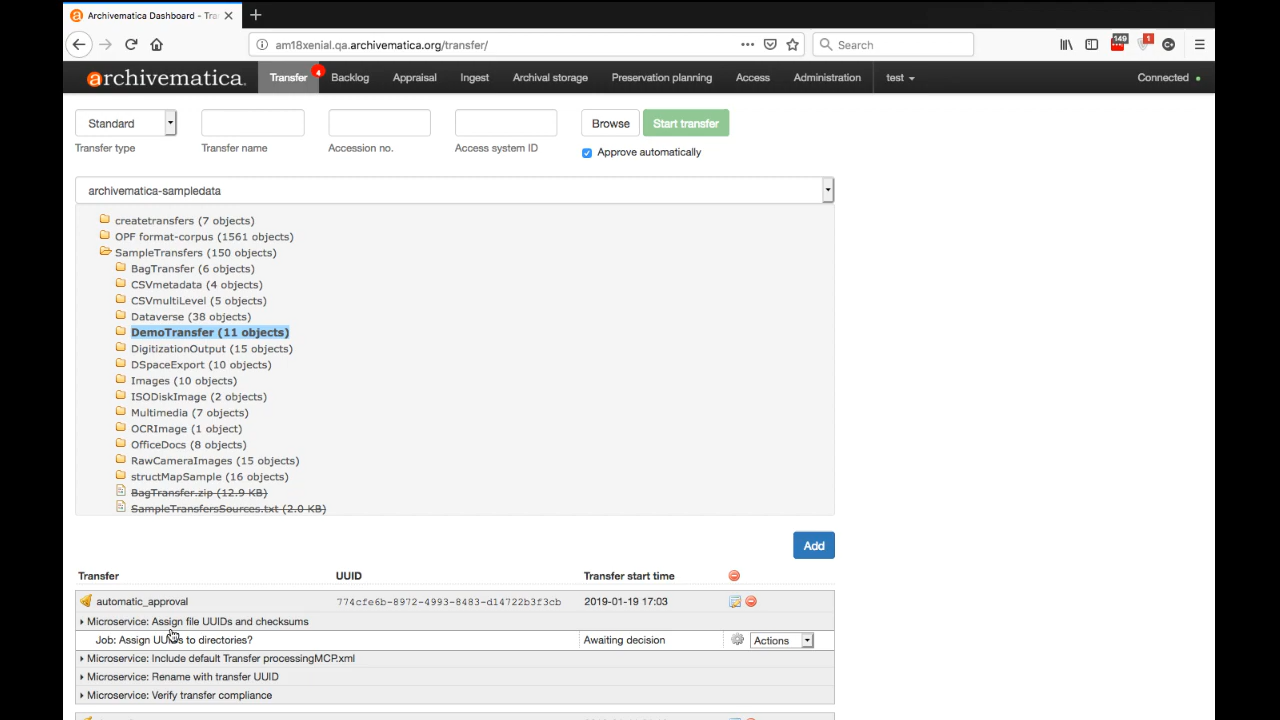 Archivematica Dashboard - Tra
am18xenial.qa.archivematica.org/transfer/
Search
149
1
archivematica.
Transfer
4
Backlog
Appraisal
Ingest
Archival storage
Preservation planning
Access
Administration
test
Connected
Standard
Browse
Start transfer
Transfer type
Transfer name
Accession no.
Access system ID
Approve automatically
archivematica-sampledata
createtransfers (7 objects)
OPF format-corpus (1561 objects)
SampleTransfers (150 objects)
BagTransfer (6 objects)
CSVmetadata (4 objects)
CSVmultiLevel (5 objects)
Dataverse (38 objects)
DemoTransfer (11 objects)
DigitizationOutput (15 objects)
DSpaceExport (10 objects)
Images (10 objects)
ISODiskImage (2 objects)
Multimedia (7 objects)
OCRImage (1 object)
OfficeDocs (8 objects)
RawCameraImages (15 objects)
structMapSample (16 objects)
BagTransfer.zip (12.9 KB)
SampleTransfersSources.txt (2.0 KB)
Add
Transfer UUID Transfer start time
automatic_approval 774cfe6b-8972-4993-8483-d14722b3f3cb 2019-01-19 17:03
Microservice: Assign file UUIDs and checksums
Job: Assign UUIDs to directories? Awaiting decision Actions
Microservice: Include default Transfer processingMCP.xml
Microservice: Rename with transfer UUID
Microservice: Verify transfer compliance